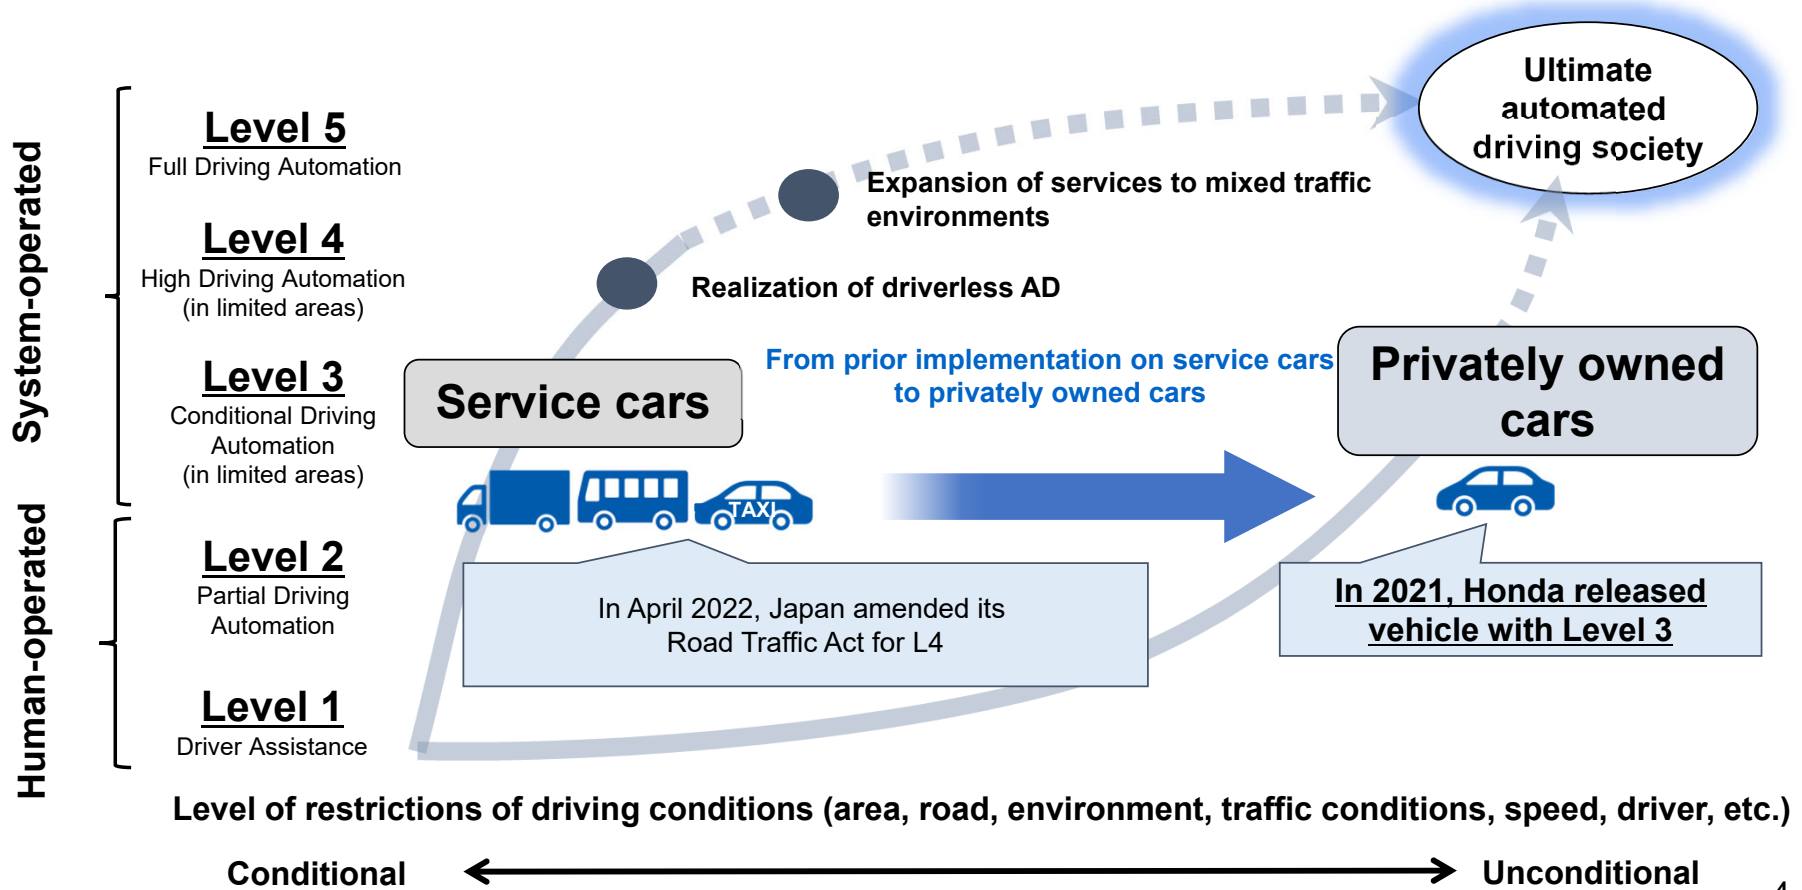 Ultimate
automated
driving society
System-operated
Level 5
Full Driving Automation
Expansion of services to mixed traffic
environments
Level 4
High Driving Automation
(in limited areas)
Realization of driverless AD
Level 3
Conditional Driving
Automation
(in limited areas)
Service cars
From prior implementation on service cars
to privately owned cars
Privately owned
cars
TAXI
Human-operated
Level 2
Partial Driving
Automation
In April 2022, Japan amended its
Road Traffic Act for L4
In 2021, Honda released
vehicle with Level 3
Level 1
Driver Assistance
Level of restrictions of driving conditions (area, road, environment, traffic conditions, speed, driver, etc.)
Conditional
Unconditional